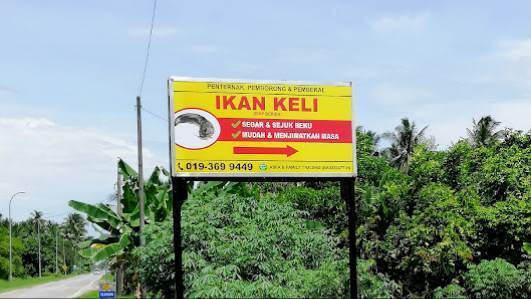 PENTERNAK, PEMBORONG & PEMBEKAL
IKAN KELI
SEGAR & SEJUK BEKU
MUDAH & MENJIMATKAN MASA
019-369 9449